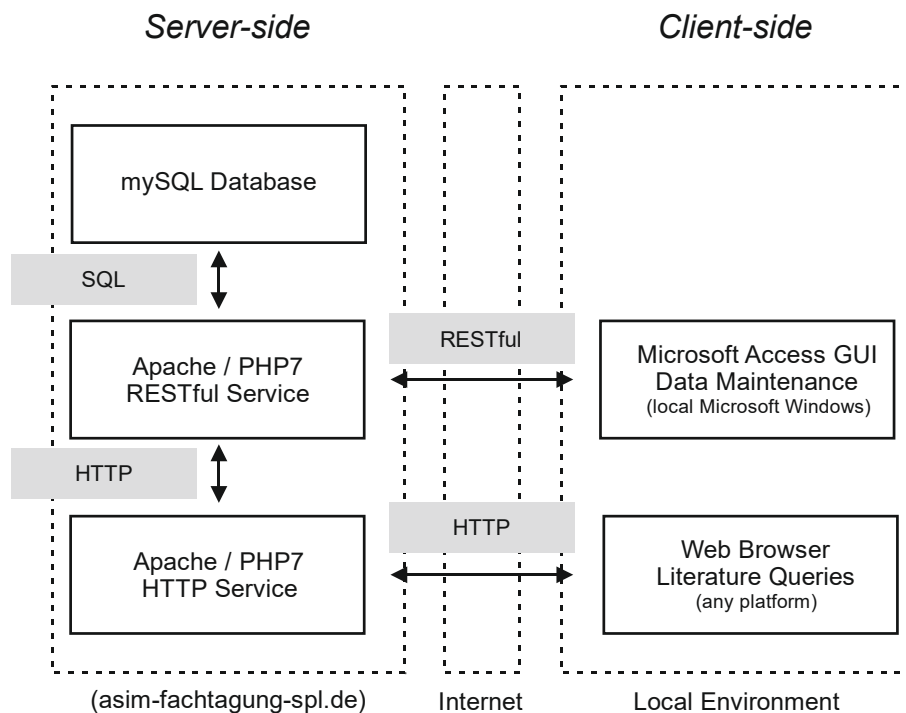 Server-side
Client-side
mySQL Database
SQL
Apache / PHP7
RESTful Service
RESTful
Microsoft Access GUI
Data Maintenance
(local Microsoft Windows)
HTTP
Apache / PHP7
HTTP Service
HTTP
Web Browser
Literature Queries
(any platform)
(asim-fachtagung-spl.de)
Internet
Local Environment